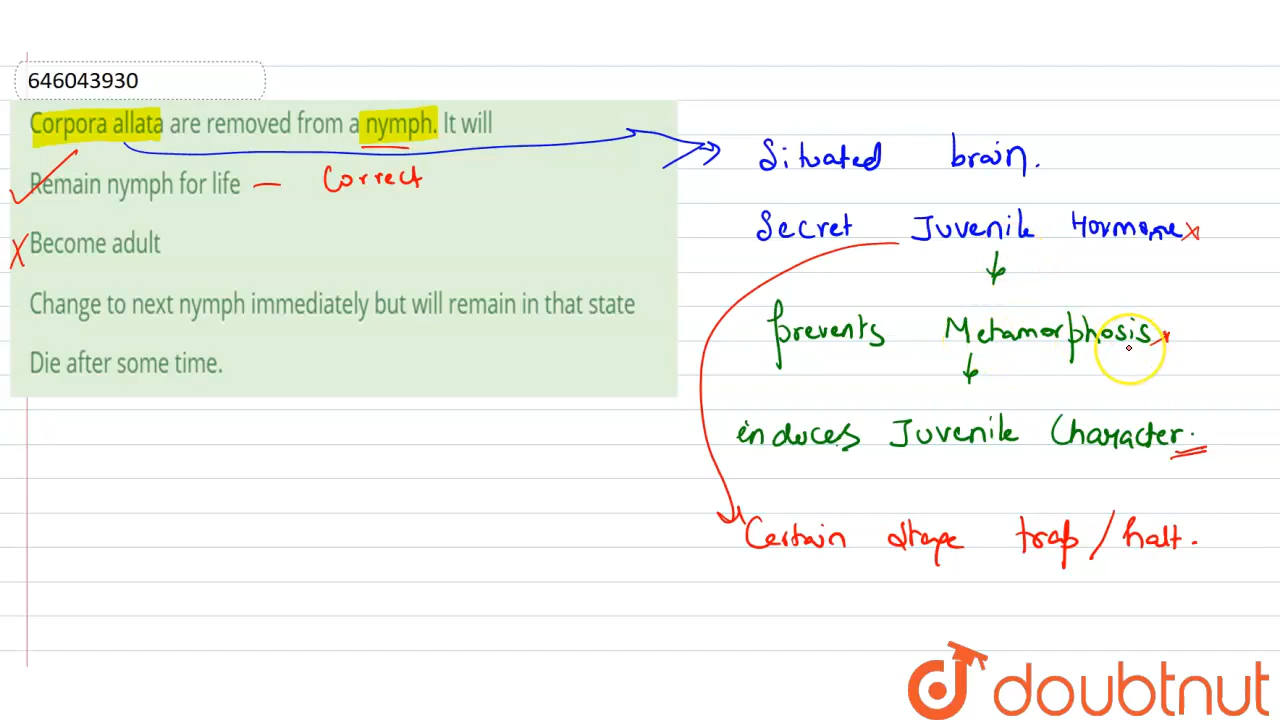 646043930
Corpora allata are removed from a nymph. It will
Remain nymph for life – Correct
Become adult
Change to next nymph immediately but will remain in that state
Die after some time.
Situated brain.
Secret Juvenile Hormone x
prevents Metamorphosis x
induces Juvenile Character.
Certain stage trap / halt.
doubtnut